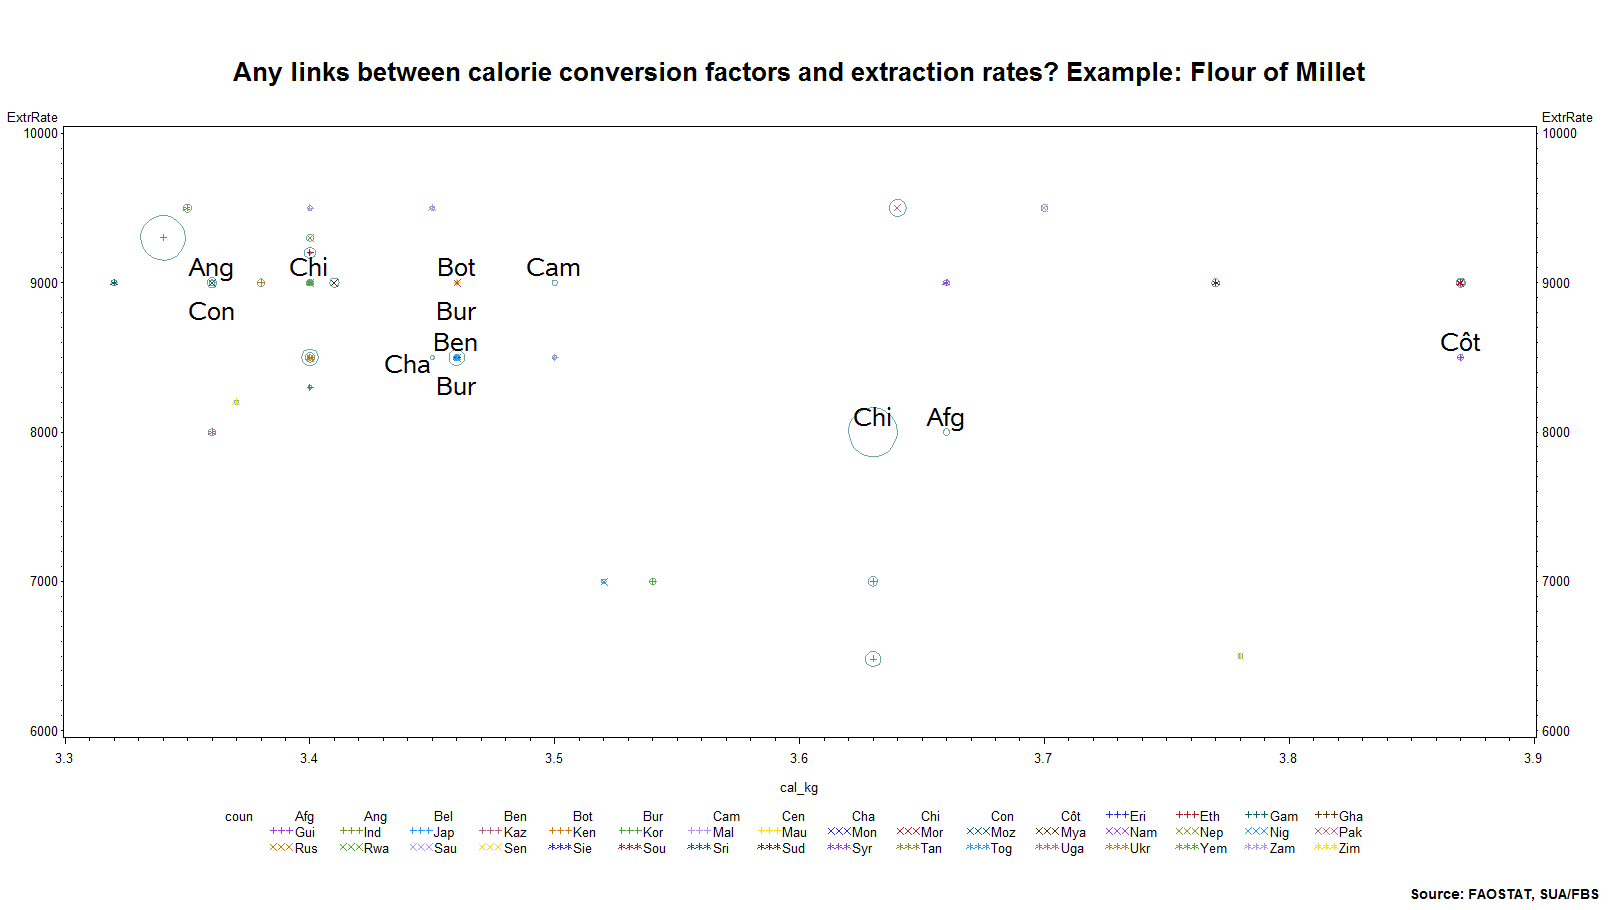 Any links between calorie conversion factors and extraction rates? Example: Flour of Millet
ExtrRate ExtrRate
10000 10000
Ang Chi Bot Cam
9000 9000
Con Bur
Ben Côt
Cha
Bur
Chi Afg
8000 8000
7000 7000
6000 6000
3.3 3.4 3.5 3.6 3.7 3.8 3.9
cal_kg
coun Afg Ang Bel Ben Bot Bur Cam Cen Cha Chi Con Côt Eri Eth Gam Gha
Gui Ind Jap Kaz Ken Kor Mal Mau Mon Mor Moz Mya Nam Nep Nig Pak
Rus Rwa Sau Sen Sie Sou Sri Sud Syr Tan Tog Uga Ukr Yem Zam Zim
Source: FAOSTAT, SUA/FBS